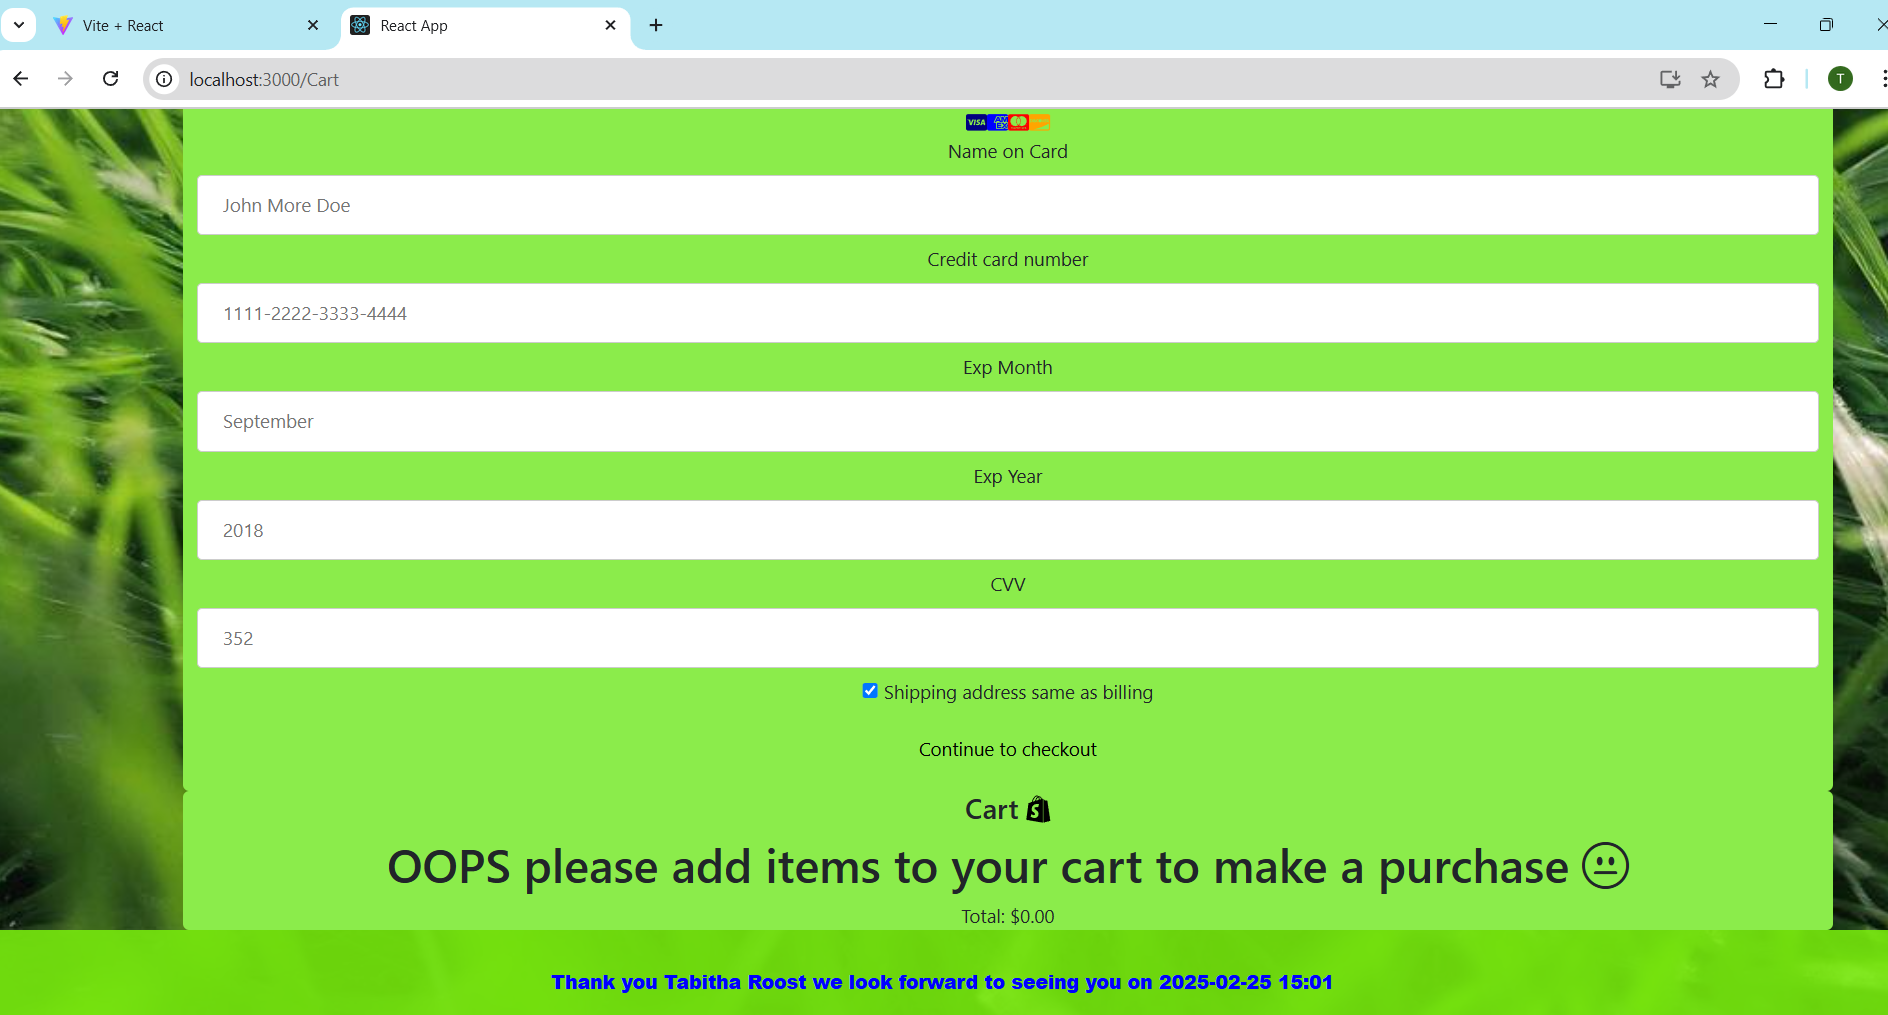 Vite + React
React App
localhost:3000/Cart
T
VISA AM EX
Name on Card
John More Doe
Credit card number
1111-2222-3333-4444
Exp Month
September
Exp Year
2018
CVV
352
Shipping address same as billing
Continue to checkout
Cart
OOPS please add items to your cart to make a purchase
Total: $0.00
Thank you Tabitha Roost we look forward to seeing you on 2025-02-25 15:01